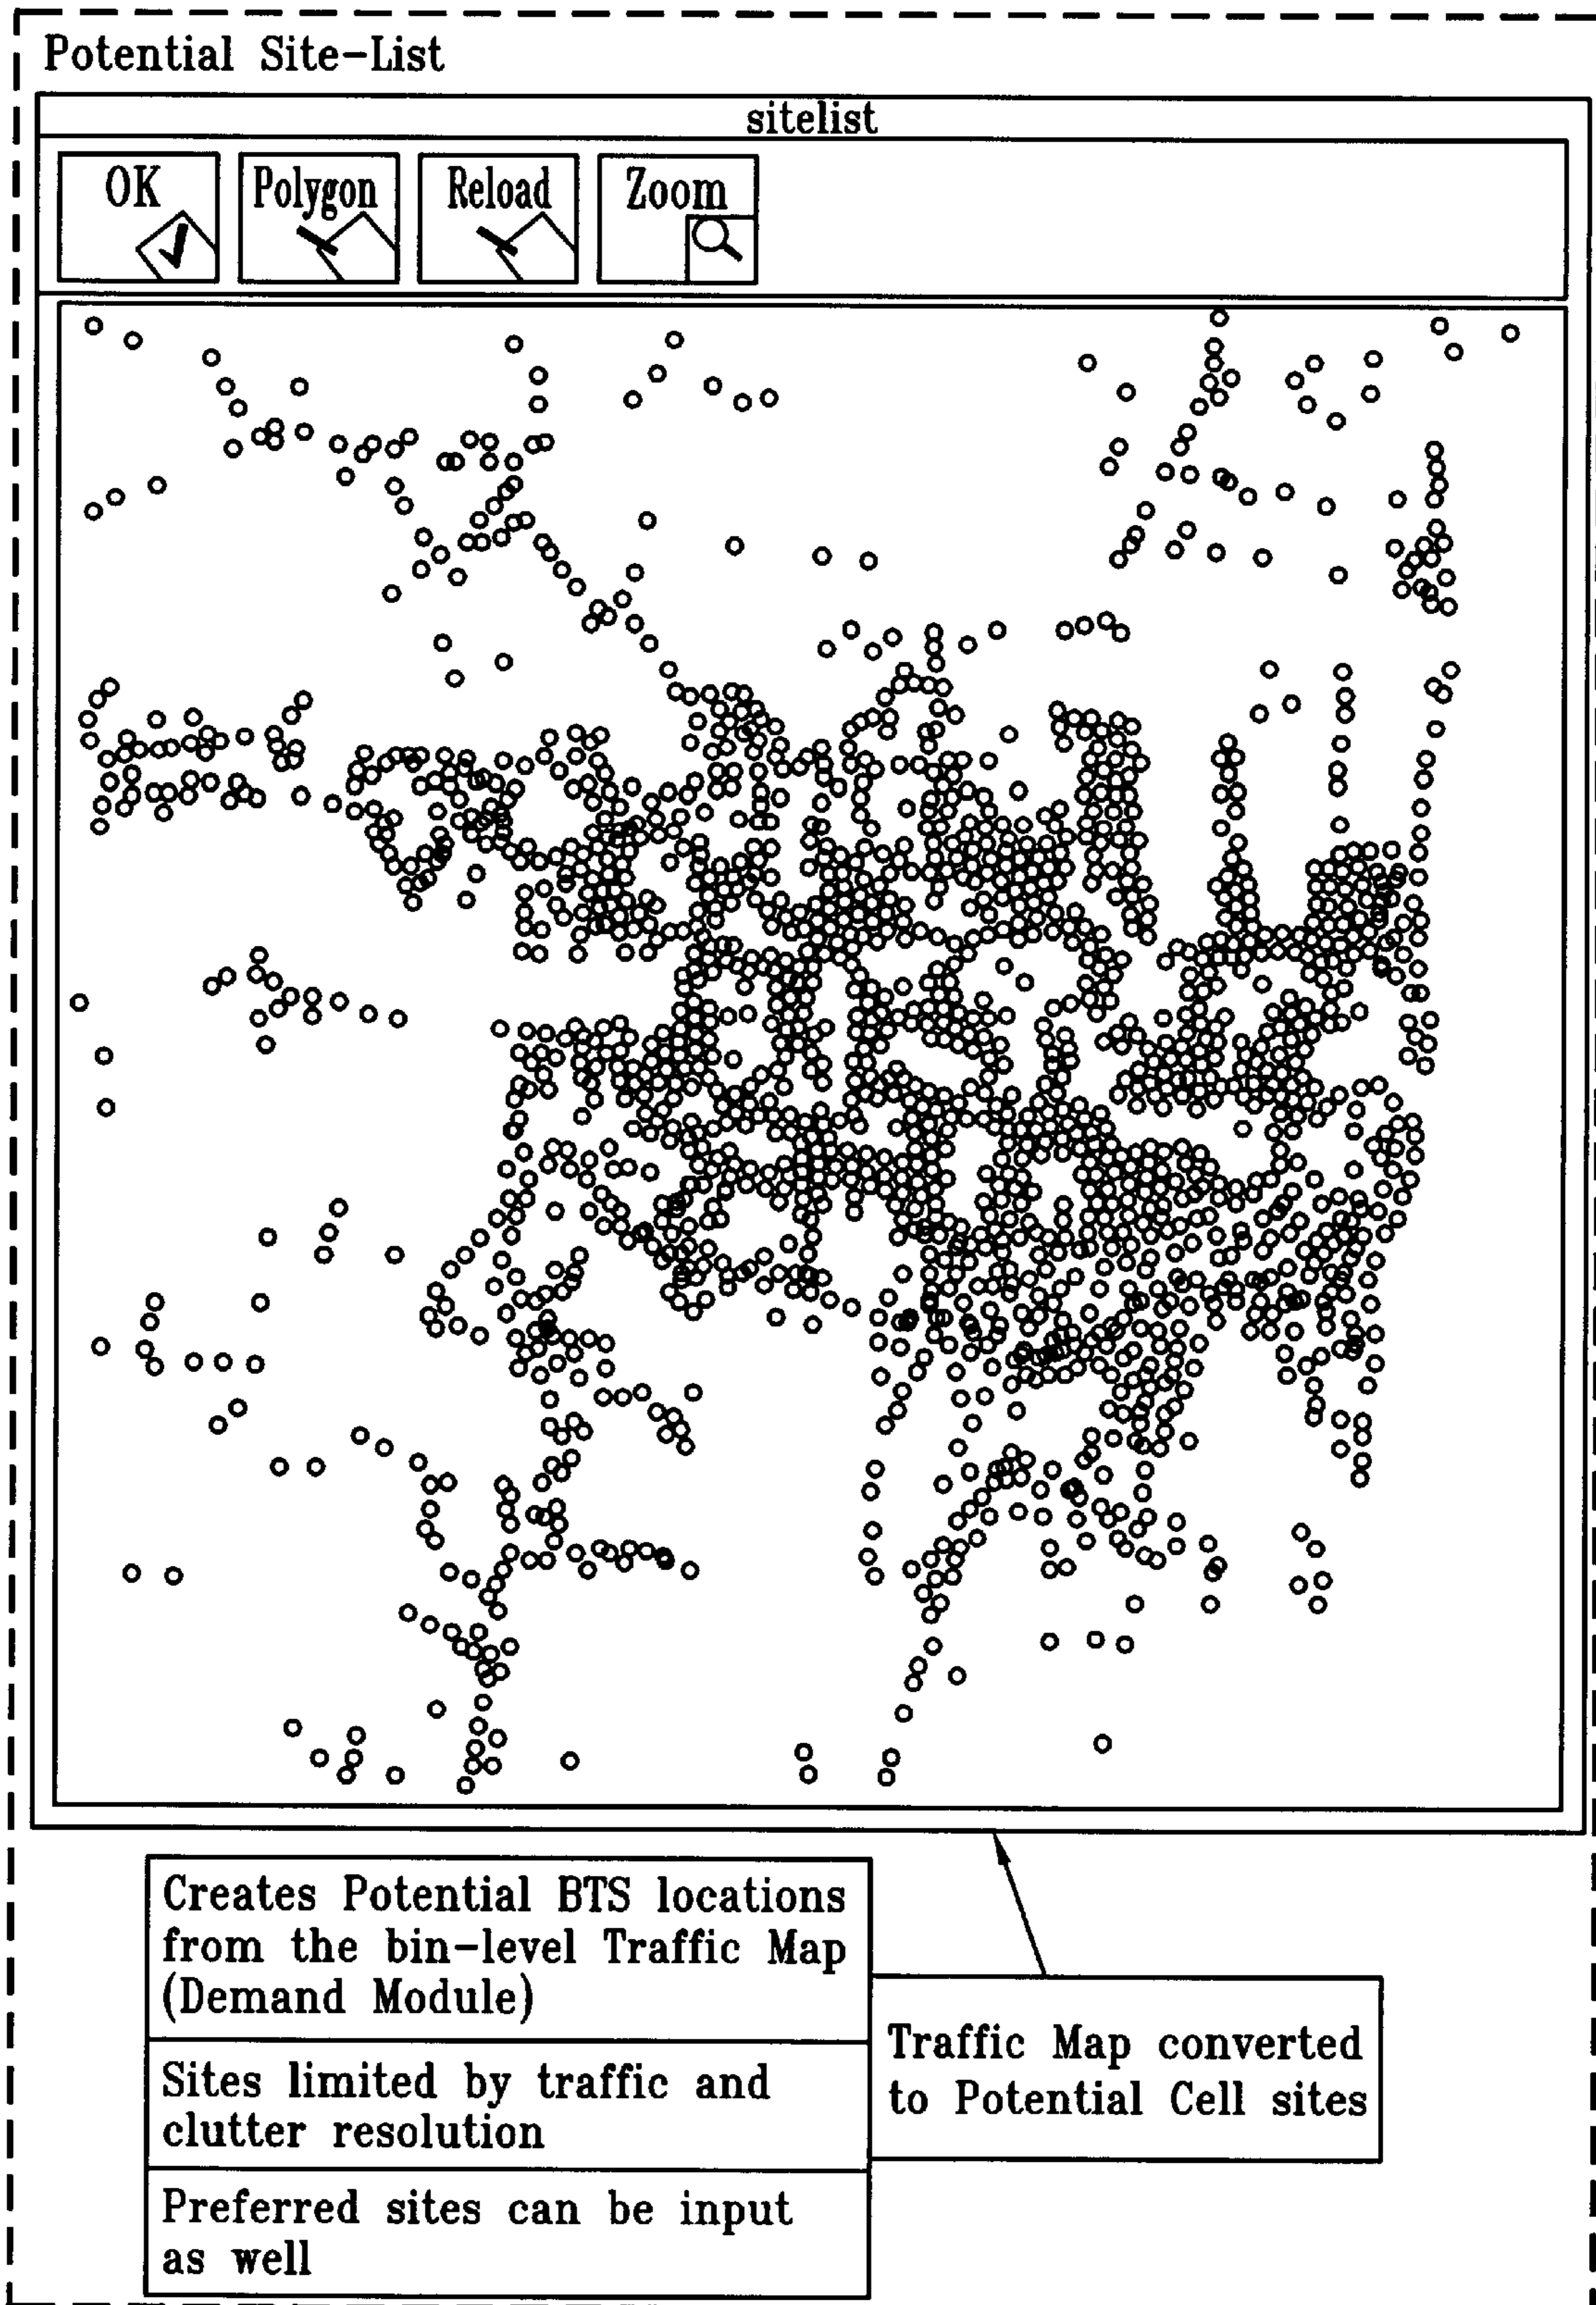 Potential Site-List
sitelist
OK
Polygon
Reload
Zoom
Creates Potential BTS locations
from the bin-level Traffic Map
(Demand Module)
Sites limited by traffic and
clutter resolution
Preferred sites can be input
as well
Traffic Map converted
to Potential Cell sites